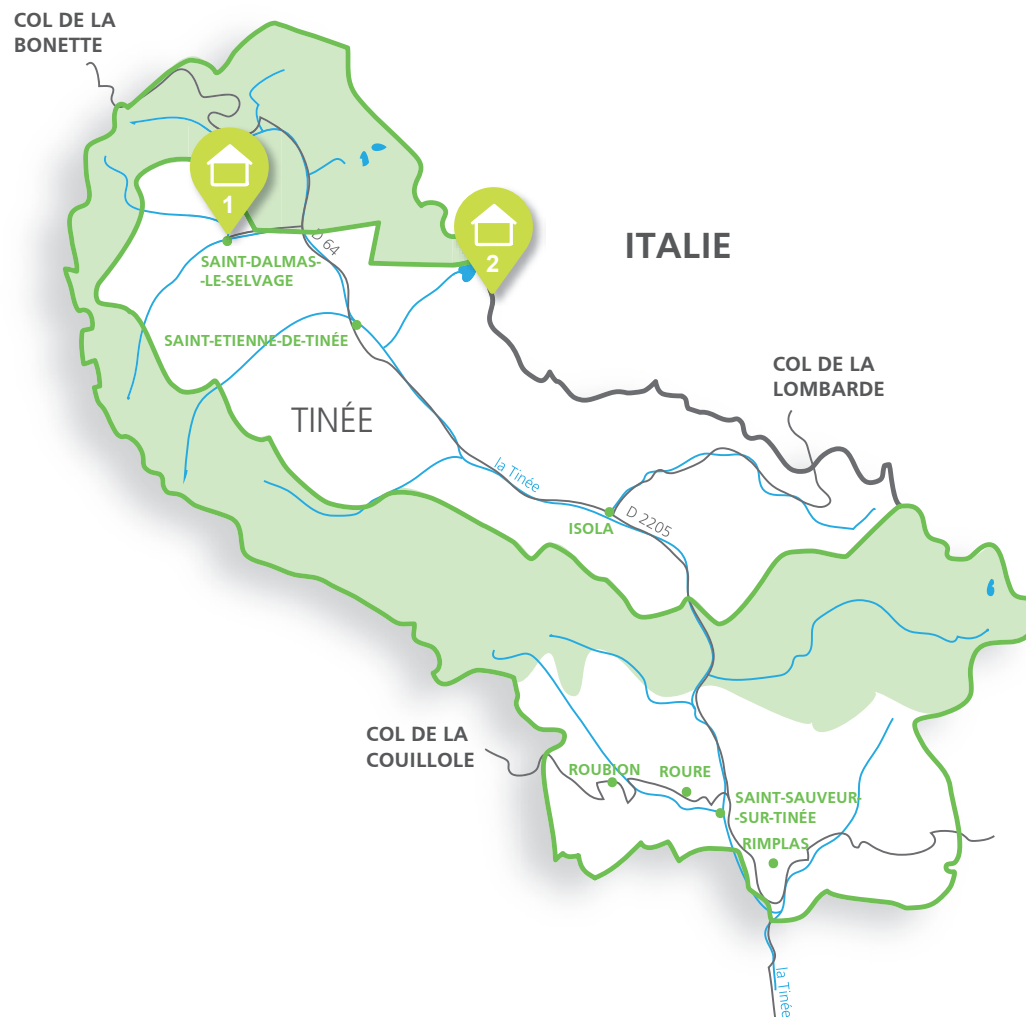 COL DE LA
BONETTE
1
2
ITALIE
D 64
SAINT-DALMAS-
-LE-SELVAGE
SAINT-ETIENNE-DE-TINÉE
COL DE LA
LOMBARDE
TINÉE
la Tinée
D 2205
ISOLA
COL DE LA
COUILLOLE
ROUBION
ROURE
SAINT-SAUVEUR-
-SUR-TINÉE
RIMPLAS
la Tinée